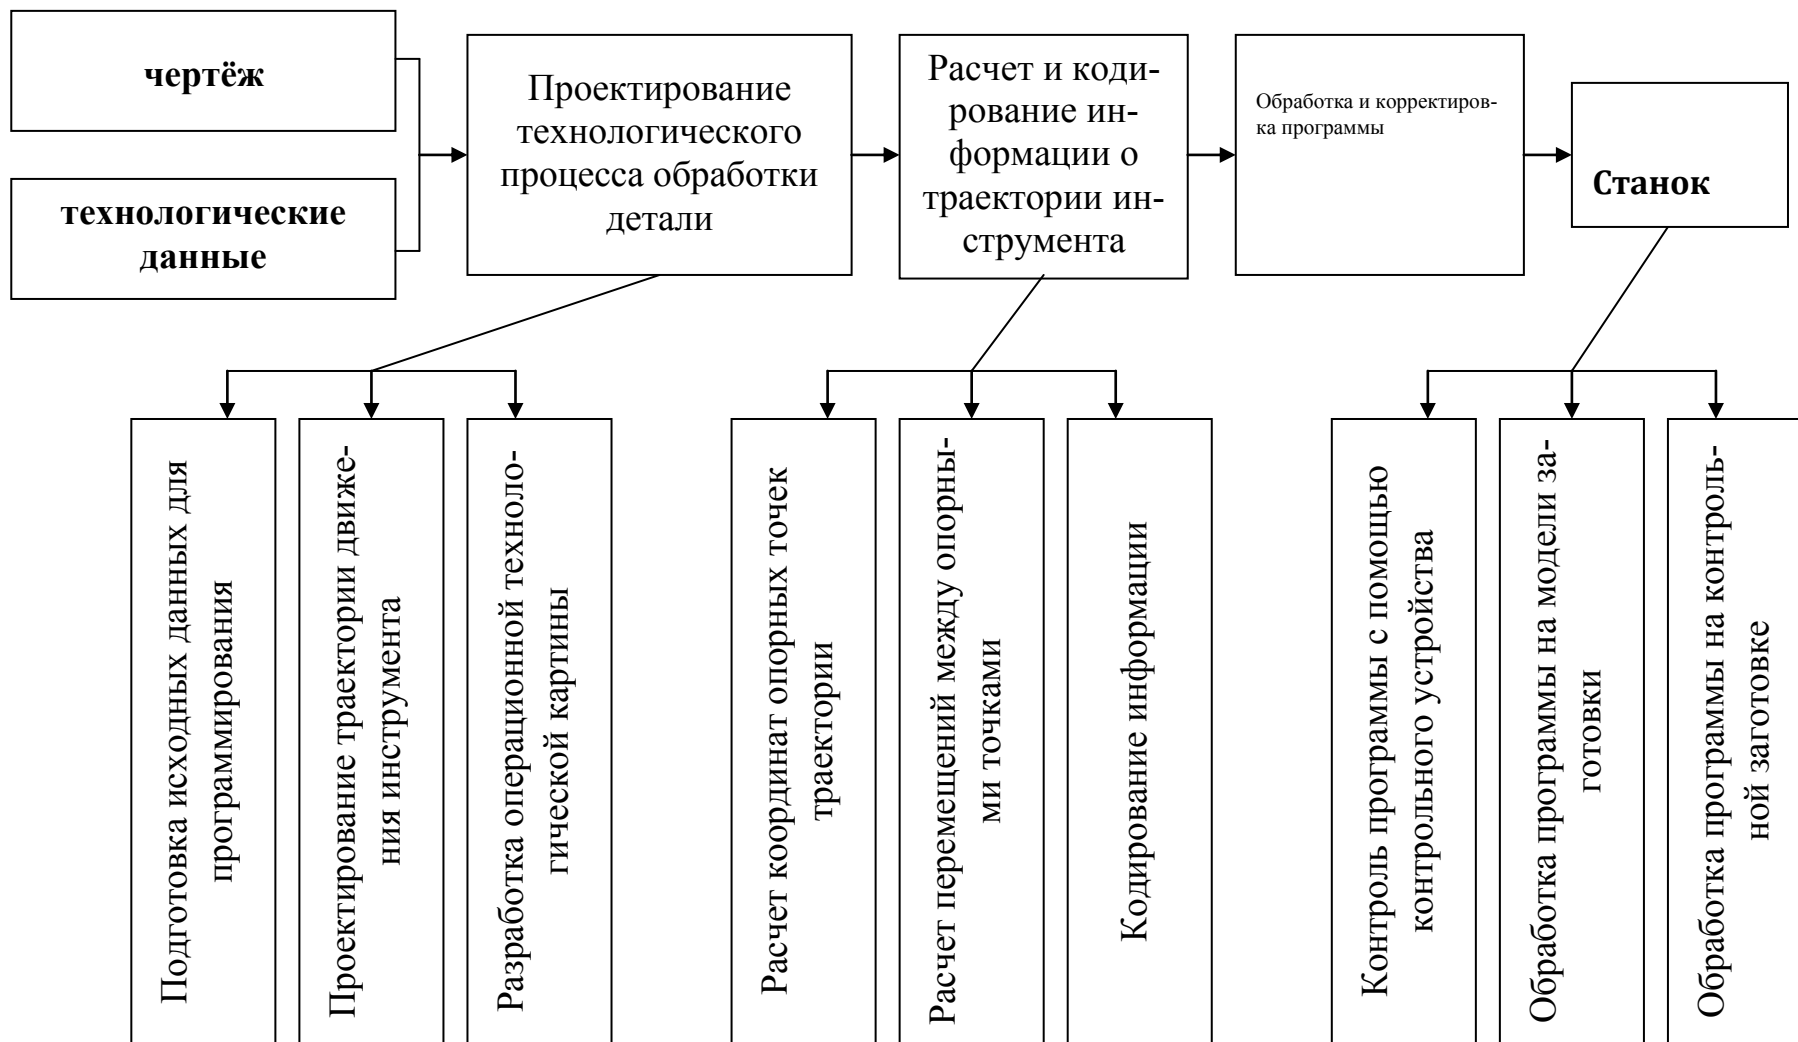 чертёж
технологические
данные
Проектирование
технологического
процесса обработки
детали
Расчет и коди-
рование ин-
формации о
траектории ин-
струмента
Обработка и корректиров-
ка программы
Станок
Подготовка исходных данных для
программирования
Проектирование траектории движе-
ния инструмента
Разработка операционной техноло-
гической картины
Расчет координат опорных точек
траектории
Расчет перемещений между опорны-
ми точками
Кодирование информации
Контроль программы с помощью
контрольного устройства
Обработка программы на модели за-
готовки
Обработка программы на контроль-
ной заготовке